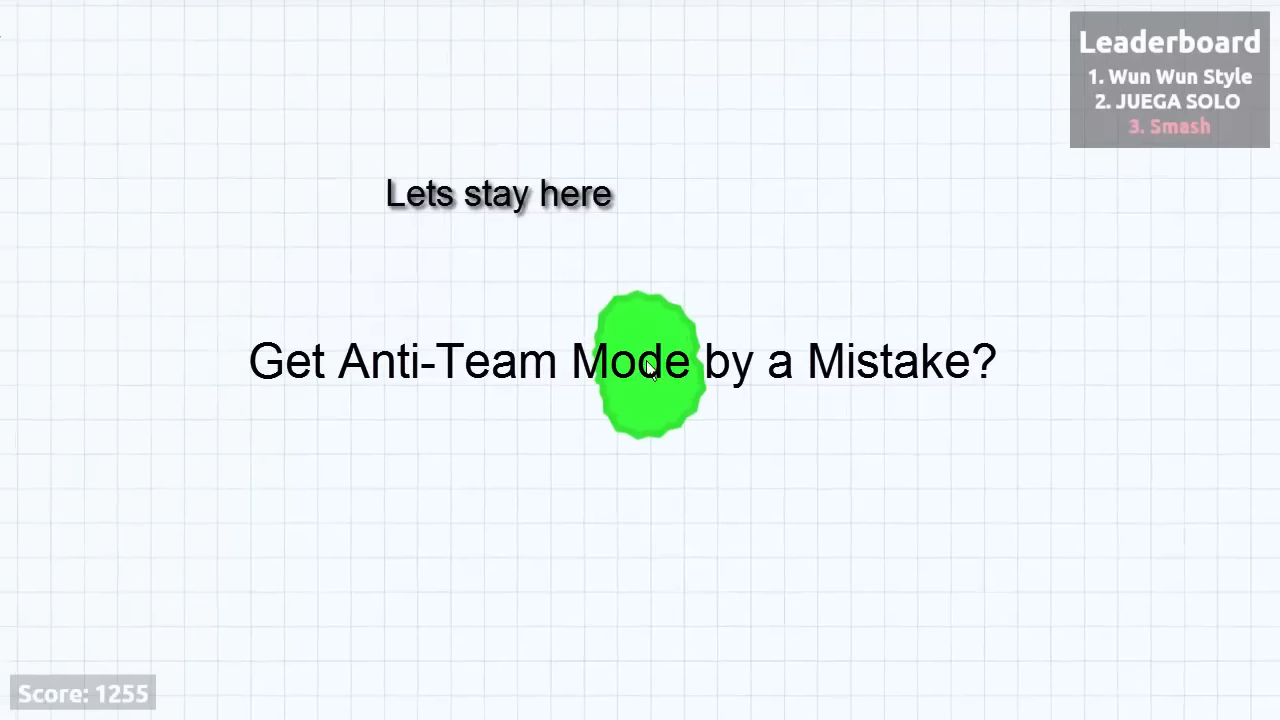 Leaderboard
1. Wun Wun Style
2. JUEGA SOLO
3. Smash
Lets stay here
Get Anti-Team Mode by a Mistake?
Score: 1255